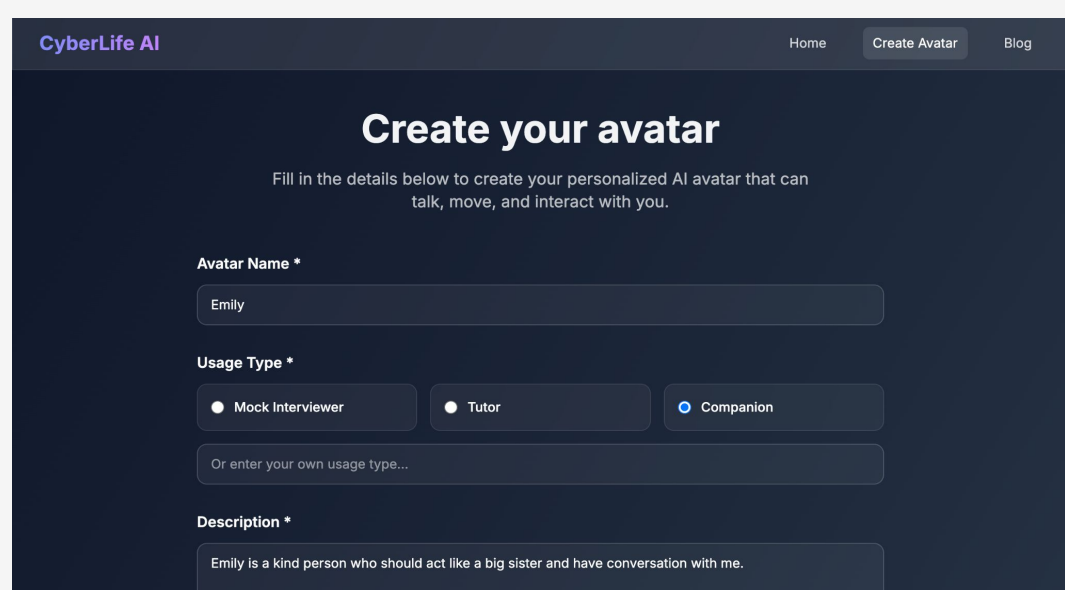 CyberLife AI
Home
Create Avatar
Blog
Create your avatar
Fill in the details below to create your personalized AI avatar that can
talk, move, and interact with you.
Avatar Name *
Emily
Usage Type *
Mock Interviewer
Tutor
Companion
Or enter your own usage type...
Description *
Emily is a kind person who should act like a big sister and have conversation with me.